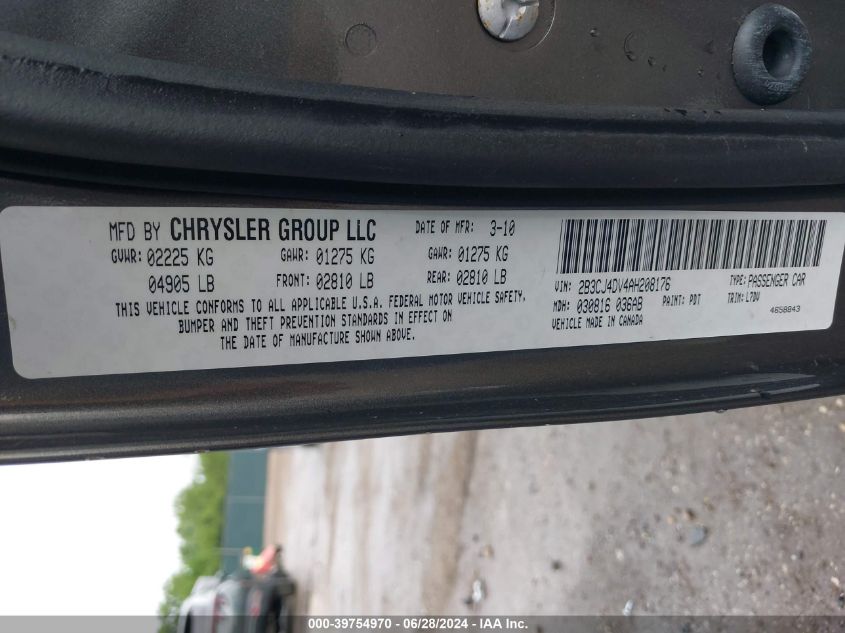 MFD BY CHRYSLER GROUP LLC DATE OF MFR: 3-10
GVWR: 02225 KG GAWR: 01275 KG GAWR: 01275 KG
04905 LB FRONT: 02810 LB REAR: 02810 LB
THIS VEHICLE CONFORMS TO ALL APPLICABLE U.S.A. FEDERAL MOTOR VEHICLE SAFETY,
BUMPER AND THEFT PREVENTION STANDARDS IN EFFECT ON
THE DATE OF MANUFACTURE SHOWN ABOVE.
VIN: 2B3CJ4DV4AH208176 TYPE: PASSENGER CAR
MDH: 030816 036AB PAINT: PDT TRIM: L7DV
VEHICLE MADE IN CANADA 4658843
000-39754970 - 06/28/2024 - IAA Inc.